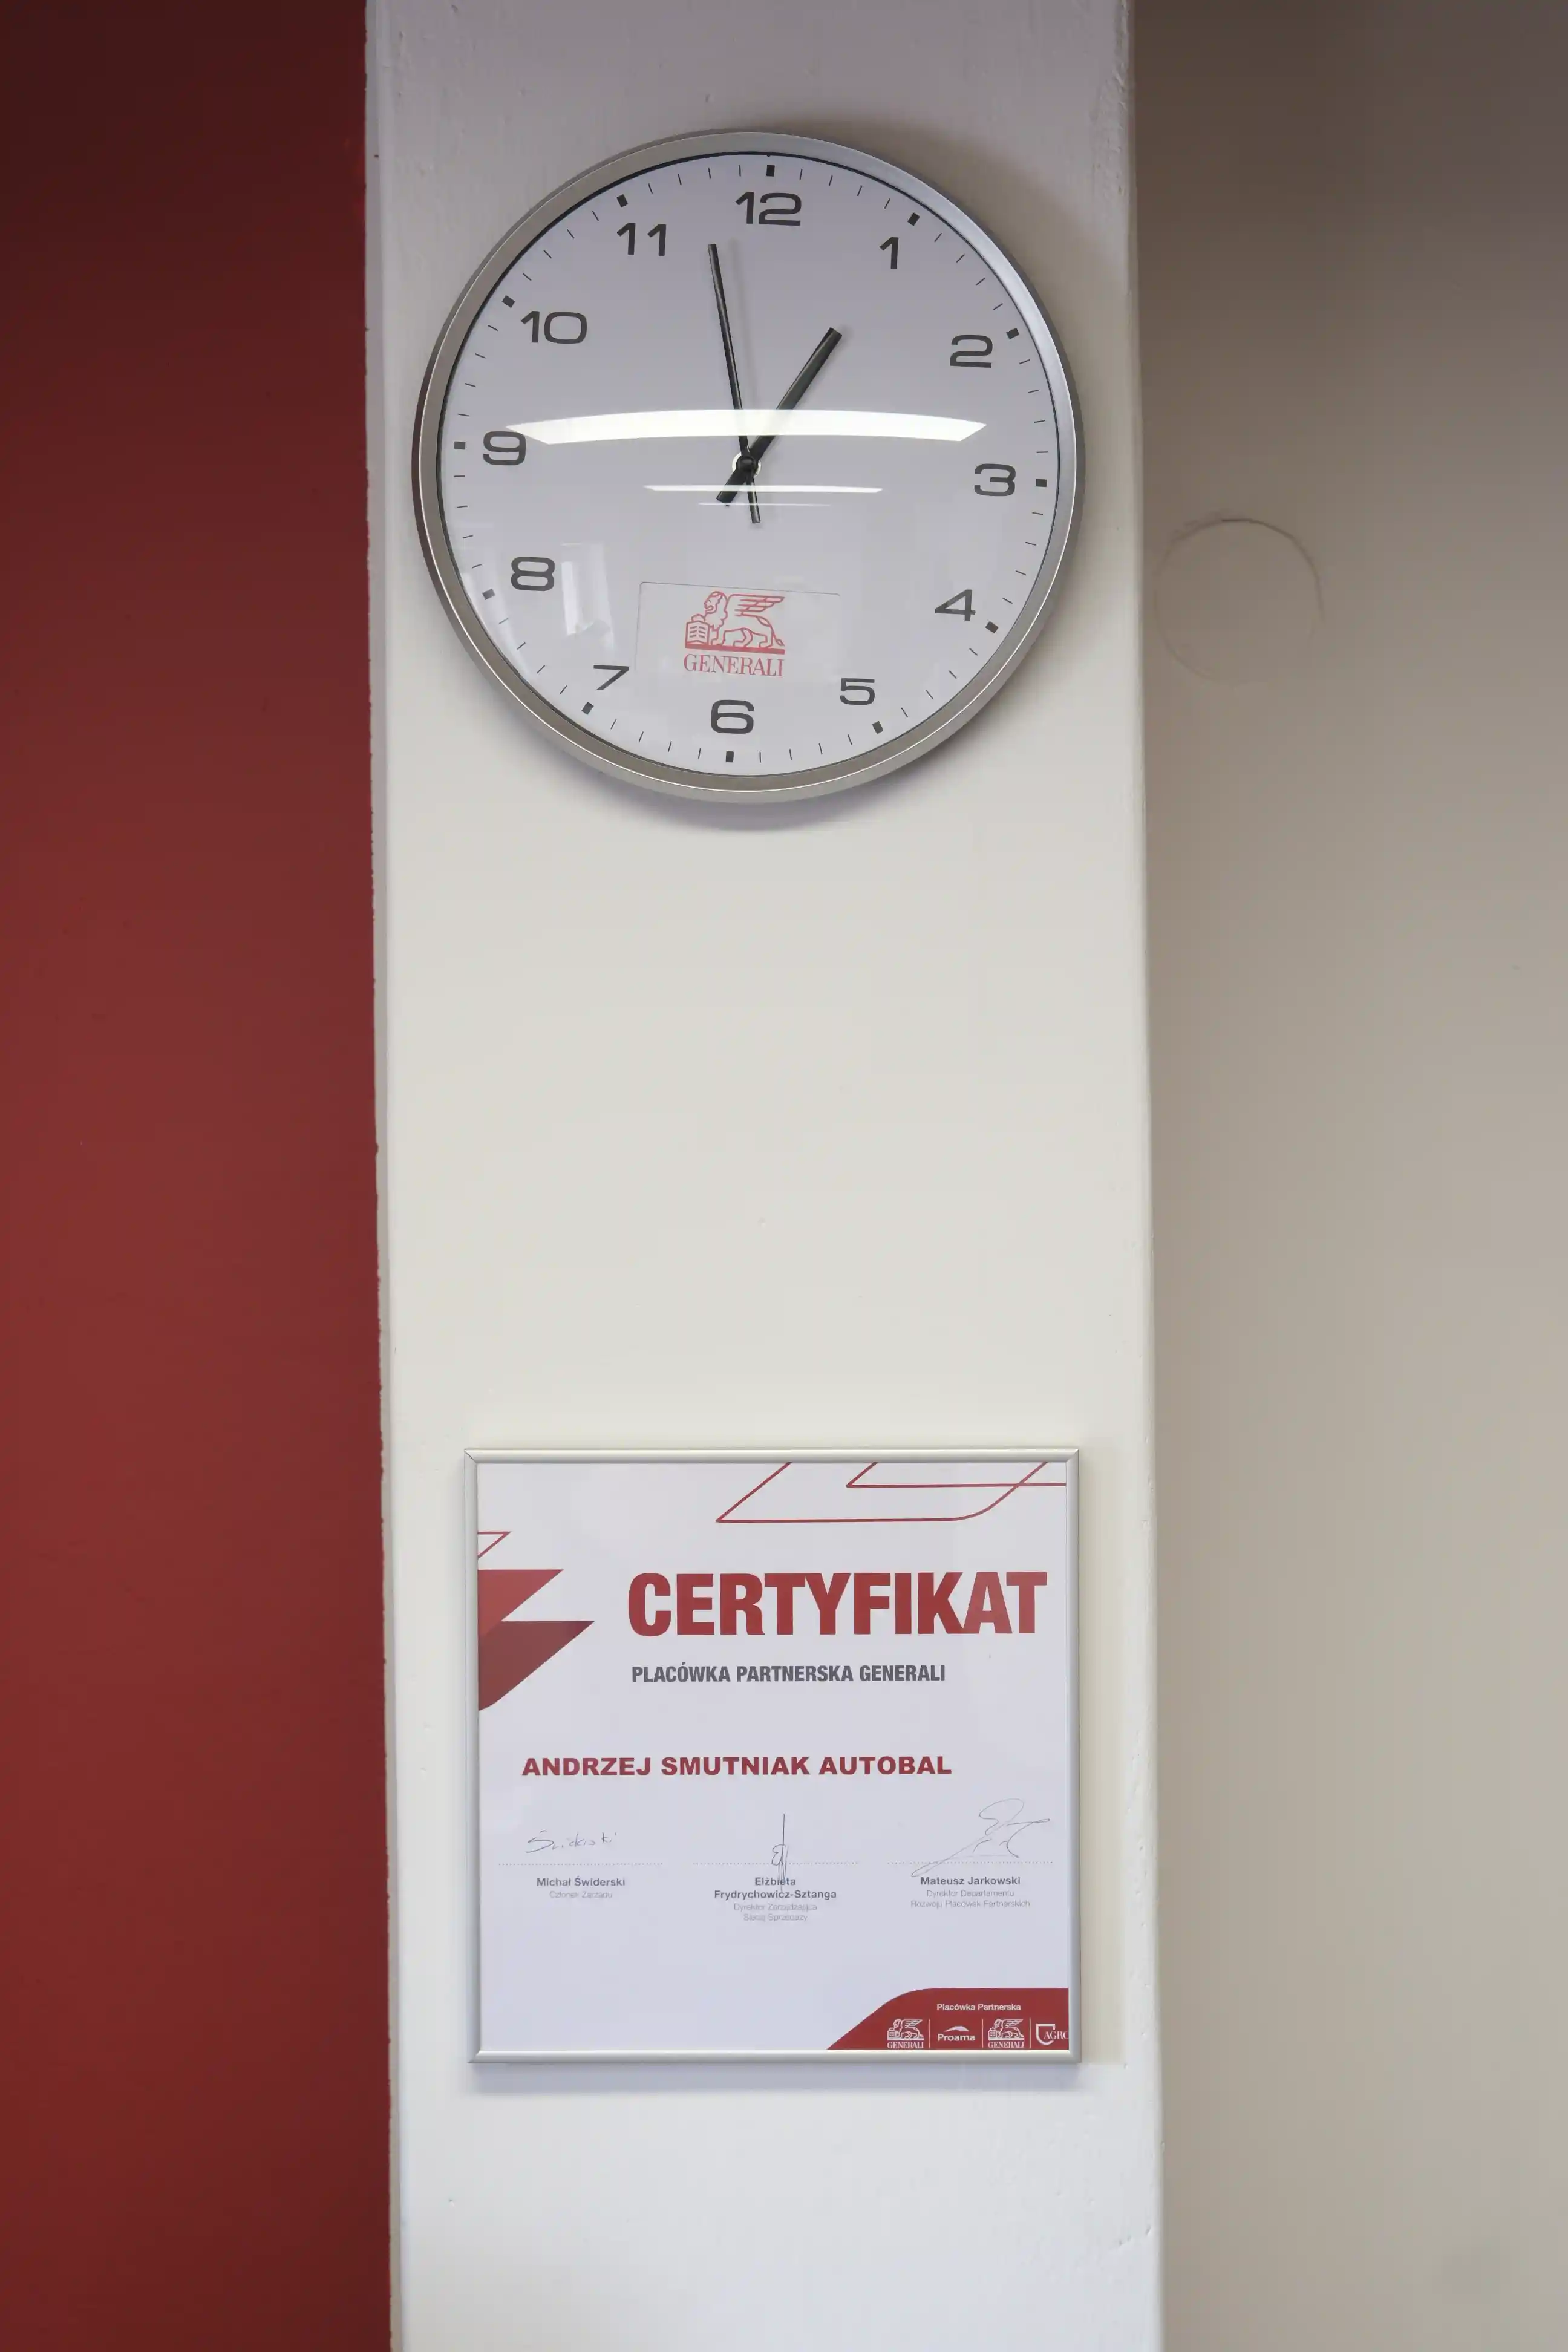 12
11
1
10
2
9
3
8
4
7
5
6
GENERALI
CERTYFIKAT
PLACÓWKA PARTNERSKA GENERALI
ANDRZEJ SMUTNIAK AUTOBAL
Michał Świderski
Członek Zarządu
Elżbieta
Frydrychowicz-Sztanga
Dyrektor Zarządzająca
Siecią Sprzedaży
Mateusz Jarkowski
Dyrektor Departamentu
Rozwoju Placówek Partnerskich
Placówka Partnerska
GENERALI Proama GENERALI AGRO